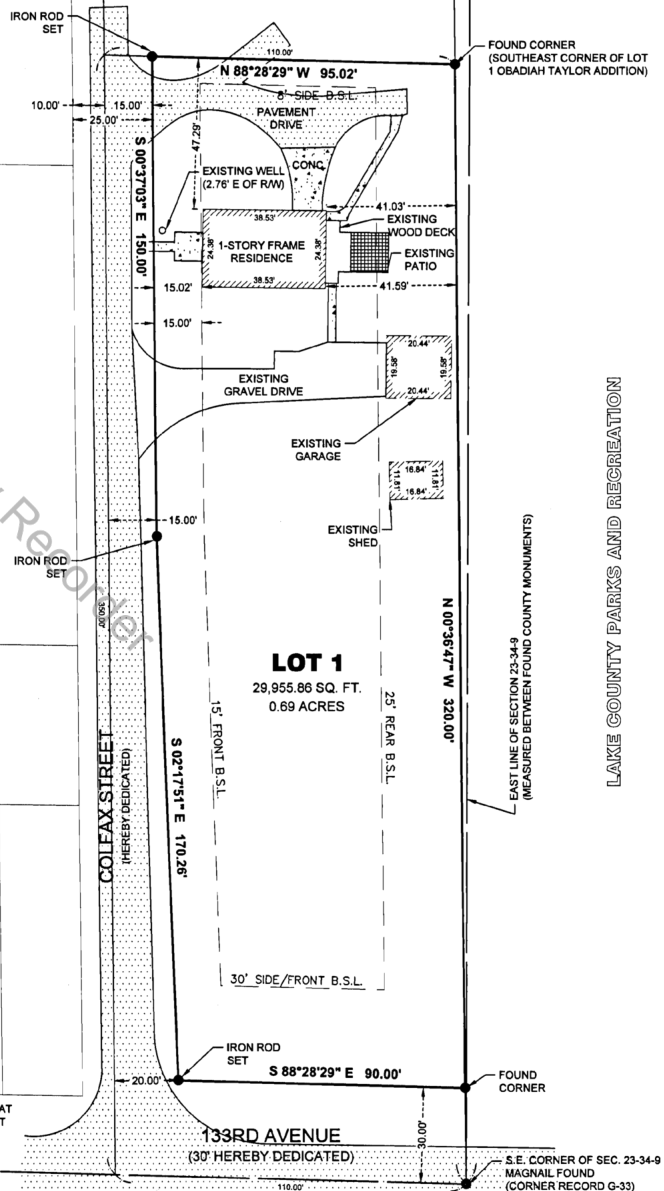 IRON ROD
SET
110.00'
N 88°28'29" W 95.02'
FOUND CORNER
(SOUTHEAST CORNER OF LOT
1 OBADIAH TAYLOR ADDITION)
8' SIDE B.S.L.
10.00'
15.00'
25.00'
PAVEMENT
DRIVE
47.29'
S 00°37'03" E 150.00'
EXISTING WELL
(2.76' E OF R/W)
CONC.
41.03'
38.53'
EXISTING
WOOD DECK
24.38'
1-STORY FRAME
RESIDENCE
24.38'
EXISTING
PATIO
38.53'
15.02'
41.59'
15.00'
20.44'
19.58'
19.58'
20.44'
EXISTING
GRAVEL DRIVE
EXISTING
GARAGE
16.84'
11.81'
11.81'
16.84'
EXISTING
SHED
15.00'
IRON ROD
SET
Recorder
350.00'
N 00°36'47" W 320.00'
EAST LINE OF SECTION 23-34-9
(MEASURED BETWEEN FOUND COUNTY MONUMENTS)
LAKE COUNTY PARKS AND RECREATION
LOT 1
29,955.86 SQ. FT.
0.69 ACRES
15' FRONT B.S.L.
25' REAR B.S.L.
COLFAX STREET
(HEREBY DEDICATED)
S 02°17'51" E 170.26'
30' SIDE/FRONT B.S.L.
IRON ROD
SET
20.00'
S 88°28'29" E 90.00'
FOUND
CORNER
AT
T
133RD AVENUE
(30' HEREBY DEDICATED)
30.00'
110.00'
S.E. CORNER OF SEC. 23-34-9
MAGNAIL FOUND
(CORNER RECORD G-33)